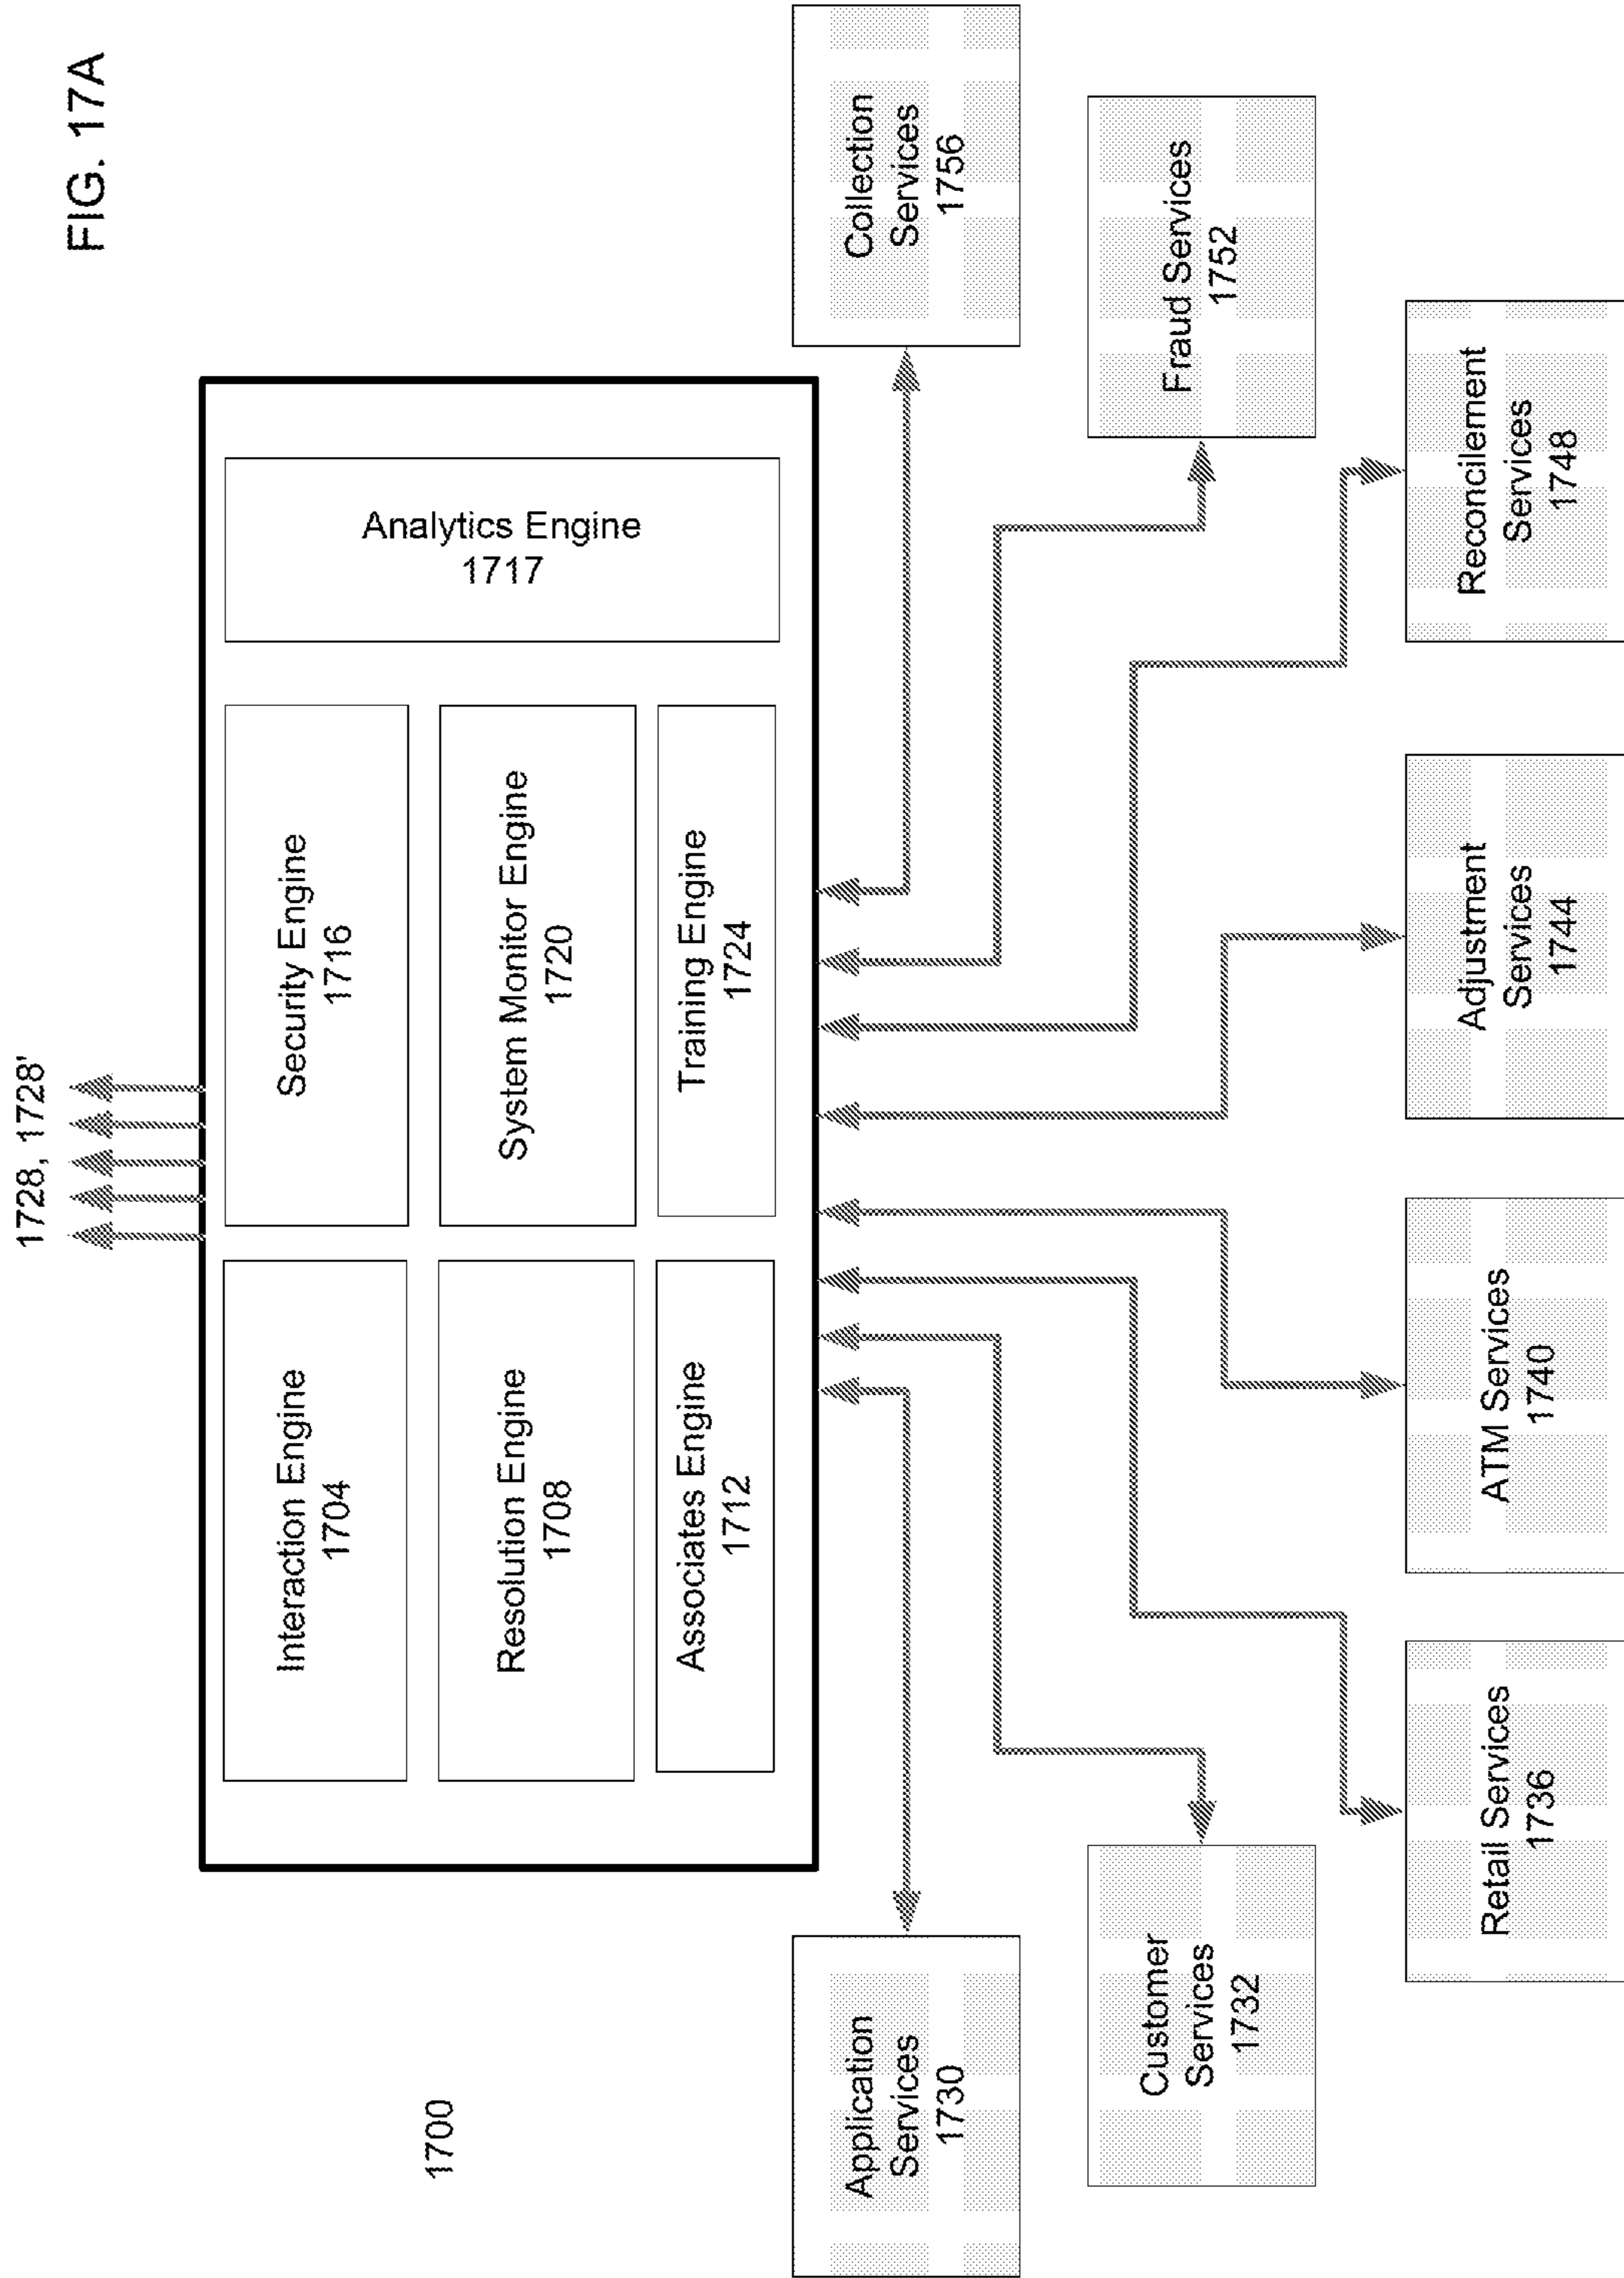 FIG. 17A
1728, 1728'
1700
Interaction Engine
1704
Security Engine
1716
Analytics Engine
1717
Resolution Engine
1708
System Monitor Engine
1720
Associates Engine
1712
Training Engine
1724
Application
Services
1730
Collection
Services
1756
Customer
Services
1732
Fraud Services
1752
Retail Services
1736
ATM Services
1740
Adjustment
Services
1744
Reconcilement
Services
1748